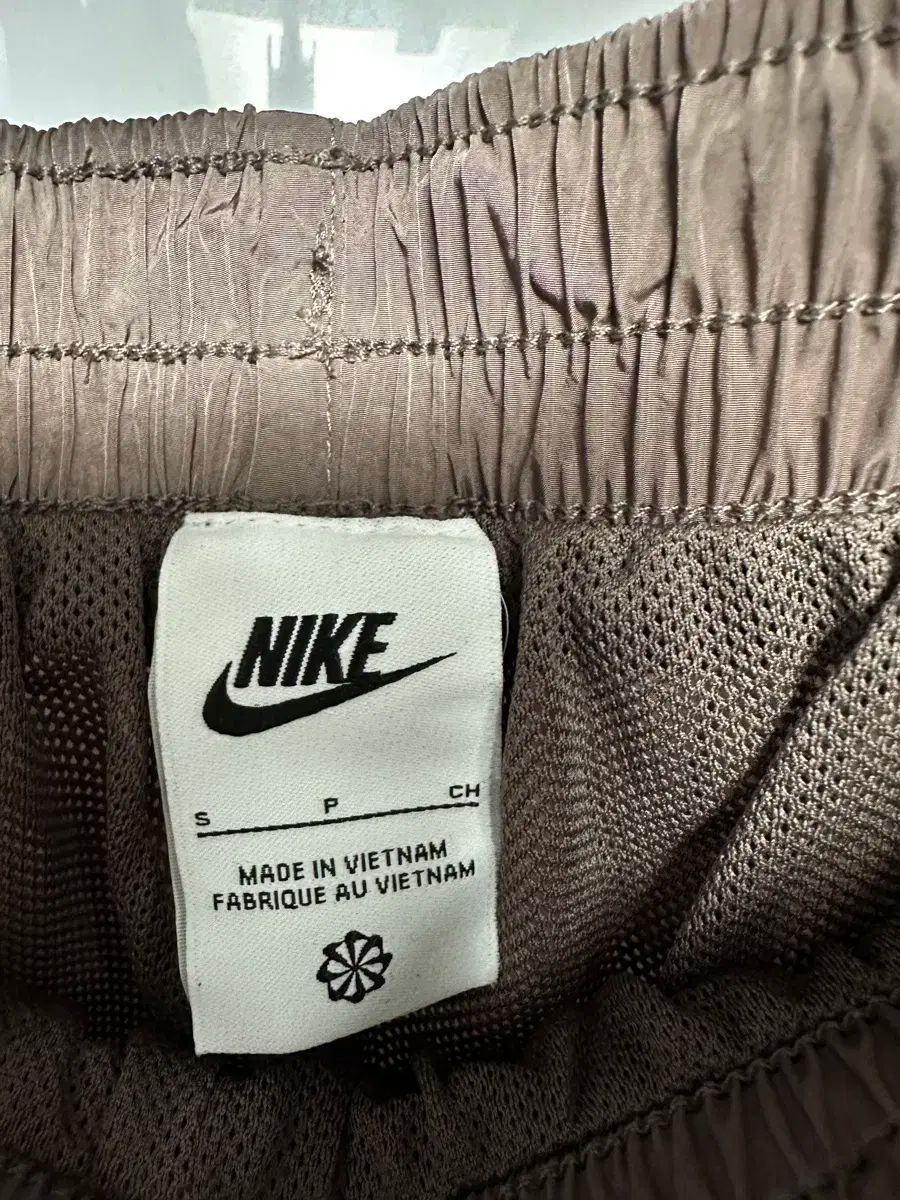 NIKE
S P CH
MADE IN VIETNAM
FABRIQUE AU VIETNAM